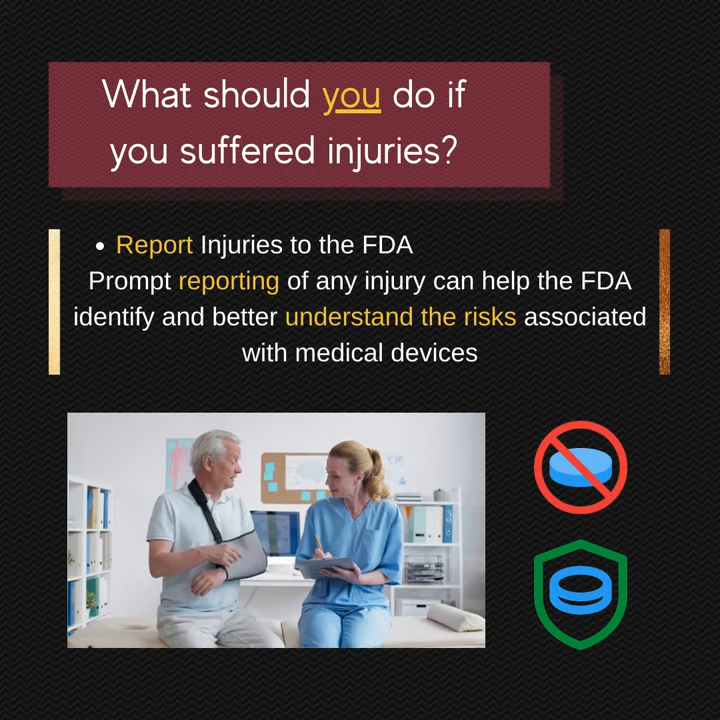 What should you do if
you suffered injuries?
• Report Injuries to the FDA
Prompt reporting of any injury can help the FDA
identify and better understand the risks associated
with medical devices